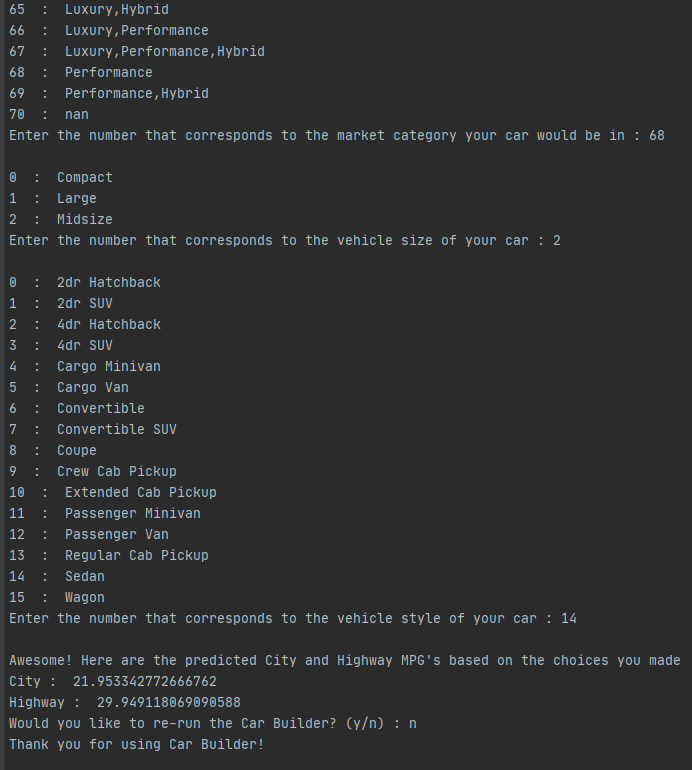 65  :  Luxury,Hybrid
66  :  Luxury,Performance
67  :  Luxury,Performance,Hybrid
68  :  Performance
69  :  Performance,Hybrid
70  :  nan
Enter the number that corresponds to the market category your car would be in : 68

0  :  Compact
1  :  Large
2  :  Midsize
Enter the number that corresponds to the vehicle size of your car : 2

0  :  2dr Hatchback
1  :  2dr SUV
2  :  4dr Hatchback
3  :  4dr SUV
4  :  Cargo Minivan
5  :  Cargo Van
6  :  Convertible
7  :  Convertible SUV
8  :  Coupe
9  :  Crew Cab Pickup
10  :  Extended Cab Pickup
11  :  Passenger Minivan
12  :  Passenger Van
13  :  Regular Cab Pickup
14  :  Sedan
15  :  Wagon
Enter the number that corresponds to the vehicle style of your car : 14

Awesome! Here are the predicted City and Highway MPG's based on the choices you made
City :  21.953342772666762
Highway :  29.949118069090588
Would you like to re-run the Car Builder? (y/n) : n
Thank you for using Car Builder!